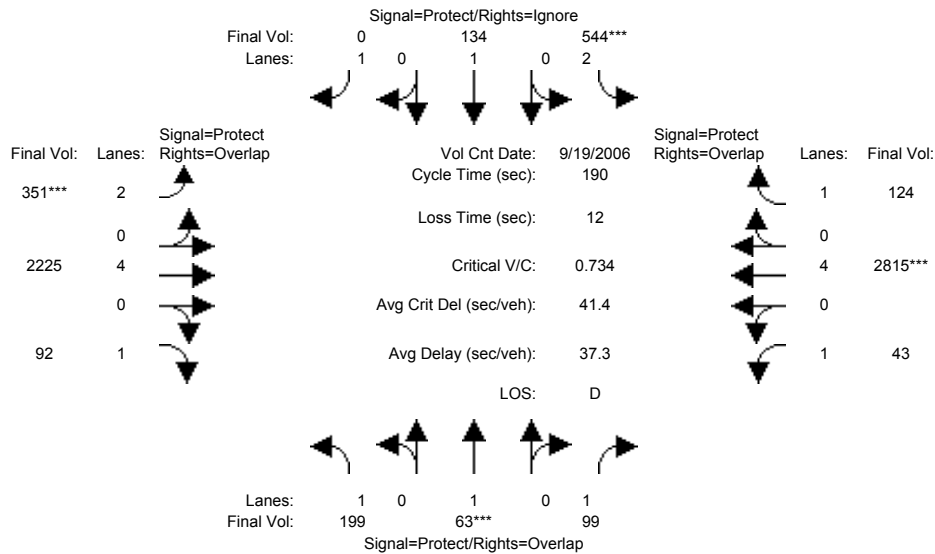 Signal=Protect/Rights=Ignore
Final Vol: 0 134 544***
Lanes: 1 0 1 0 2
Signal=Protect
Final Vol: Lanes: Rights=Overlap
Vol Cnt Date: 9/19/2006
Signal=Protect
Rights=Overlap Lanes: Final Vol:
Cycle Time (sec): 190
351*** 2
1 124
Loss Time (sec): 12
0
0
2225 4
Critical V/C: 0.734
4 2815***
0
Avg Crit Del (sec/veh): 41.4
0
92 1
Avg Delay (sec/veh): 37.3
1 43
LOS: D
Lanes: 1 0 1 0 1
Final Vol: 199 63*** 99
Signal=Protect/Rights=Overlap